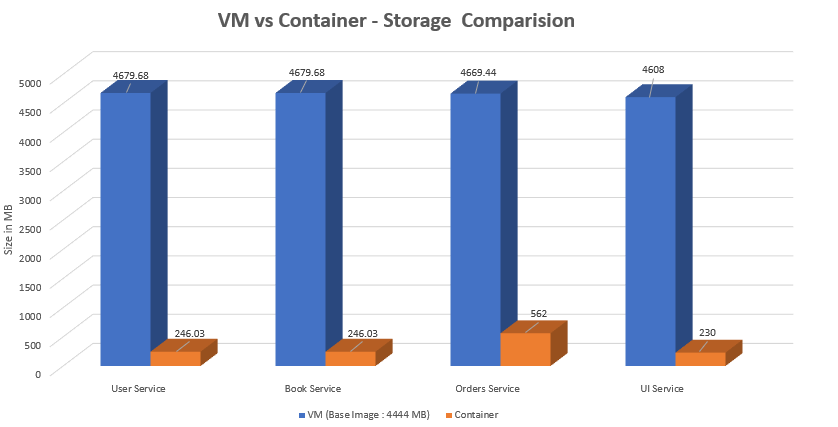 VM vs Container - Storage  Comparision
4679.68
4679.68
4669.44
4608
5000
4500
4000
3500
3000
2500
2000
1500
1000
500
0
Size in MB
246.03
246.03
562
230
User Service
Book Service
Orders Service
UI Service
VM (Base Image : 4444 MB)
Container